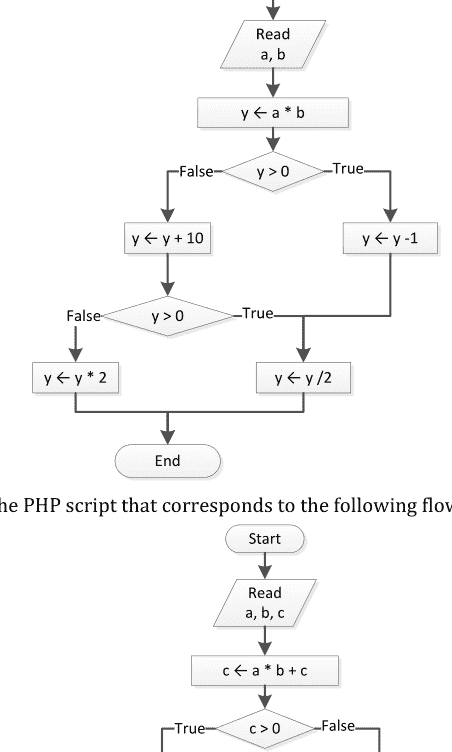 Read
a, b
y ← a * b
False
y > 0
True
y ← y + 10
y ← y -1
False
y > 0
True
y ← y * 2
y ← y /2
End
he PHP script that corresponds to the following flow
Start
Read
a, b, c
c ← a * b + c
True
c > 0
False